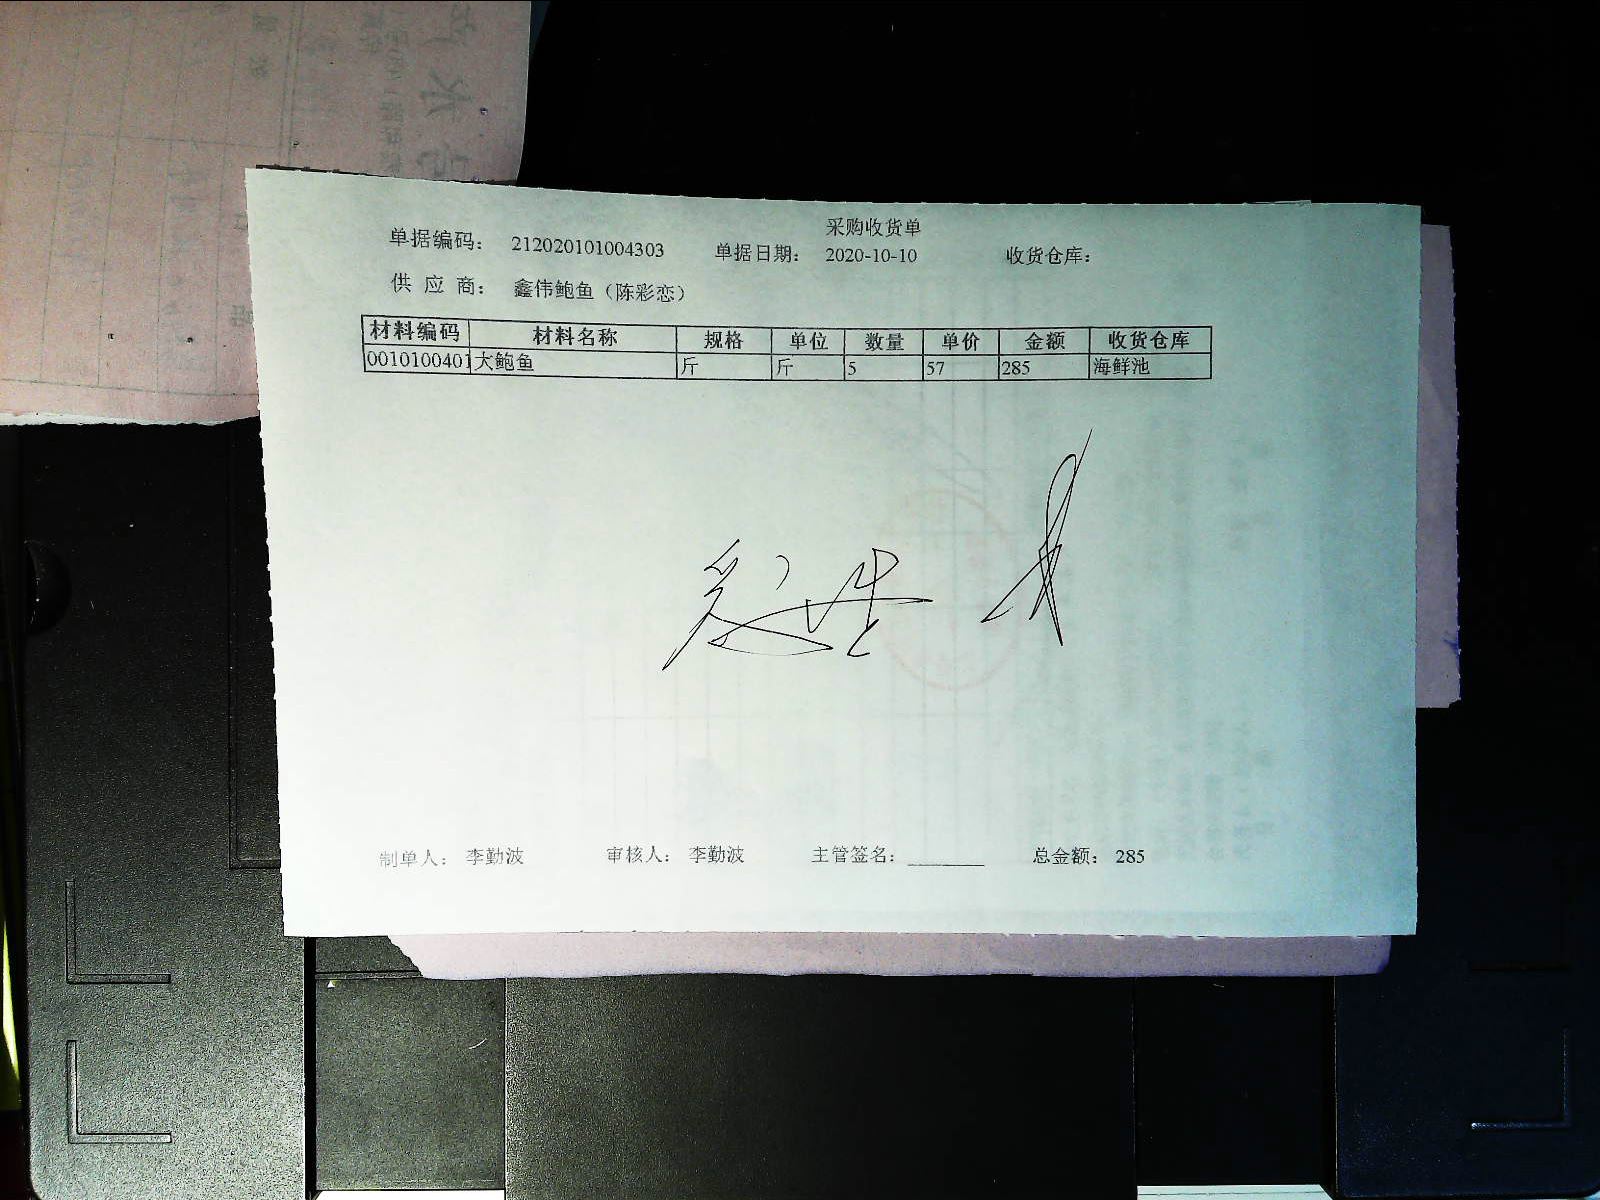 采购收货单
单据编码： 212020101004303 单据日期： 2020-10-10 收货仓库：
供 应 商： 鑫伟鲍鱼（陈彩恋）
材料编码 材料名称 规格 单位 数量 单价 金额 收货仓库
0010100401 大鲍鱼 斤 斤 5 57 285 海鲜池
制单人： 李勤波 审核人： 李勤波 主管签名： 总金额： 285